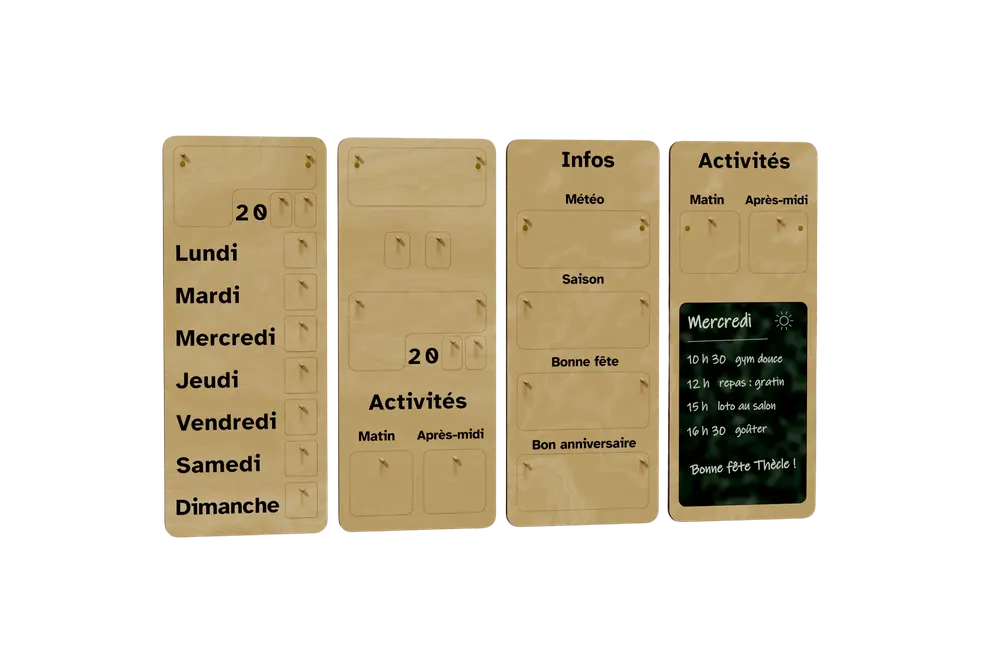 20
Lundi
Mardi
Mercredi
Jeudi
Vendredi
Samedi
Dimanche
20
Activités
Matin Après-midi
Infos
Météo
Saison
Bonne fête
Bon anniversaire
Activités
Matin Après-midi
Mercredi
10 h 30 gym douce
12 h repas : gratin
15 h loto au salon
16 h 30 goûter
Bonne fête Thècle !